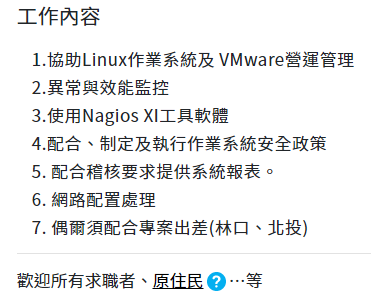 工作內容
1.協助Linux作業系統及 VMware營運管理
2.異常與效能監控
3.使用Nagios XI工具軟體
4.配合、制定及執行作業系統安全政策
5. 配合稽核要求提供系統報表。
6. 網路配置處理
7. 偶爾須配合專案出差(林口、北投)
歡迎所有求職者、原住民 ? …等